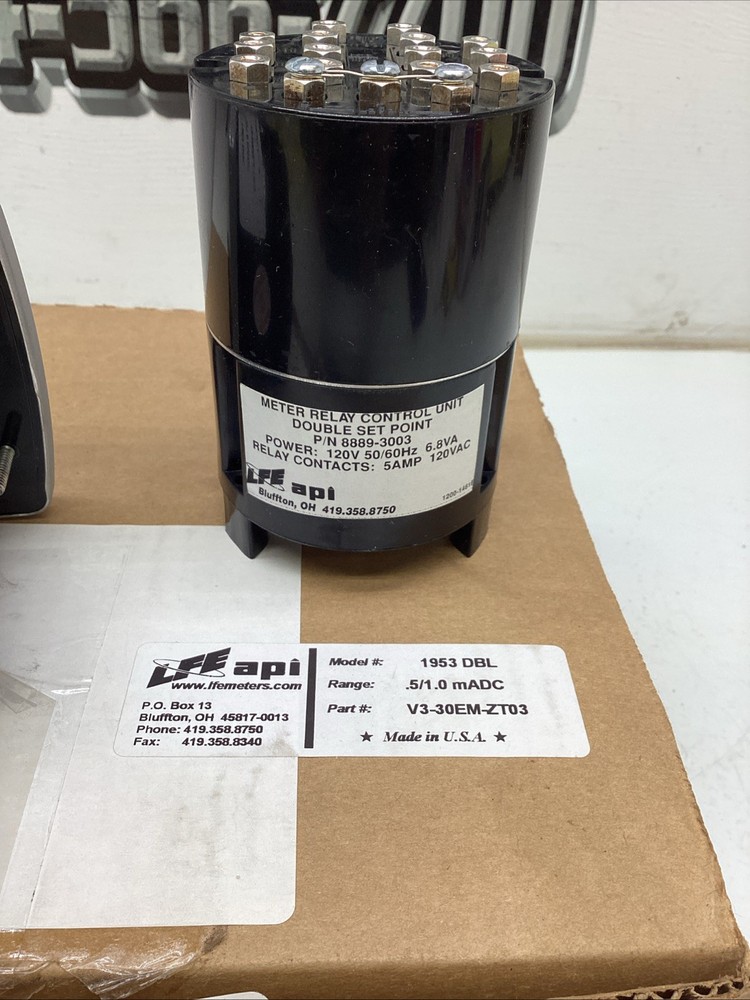 METER RELAY CONTROL UNIT
DOUBLE SET POINT
P/N 8889-3003
POWER: 120V 50/60Hz 6.8VA
RELAY CONTACTS: 5AMP 120VAC
LFE api
Bluffton, OH 419.358.8750
LFE api
www.lfemeters.com
P.O. Box 13
Bluffton, OH 45817-0013
Phone: 419.358.8750
Fax: 419.358.8340
Model #: 1953 DBL
Range: .5/1.0 mADC
Part #: V3-30EM-ZT03
★ Made in U.S.A. ★